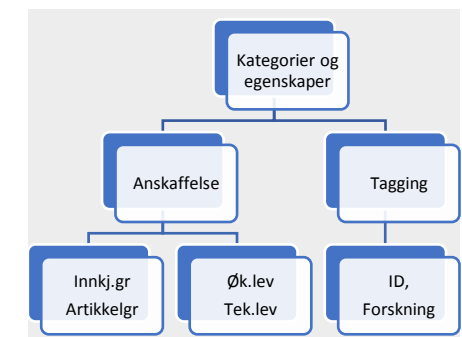 Kategorier og
egenskaper
Anskaffelse
Tagging
Innkj.gr
Artikkelgr
Øk.lev
Tek.lev
ID,
Forskning